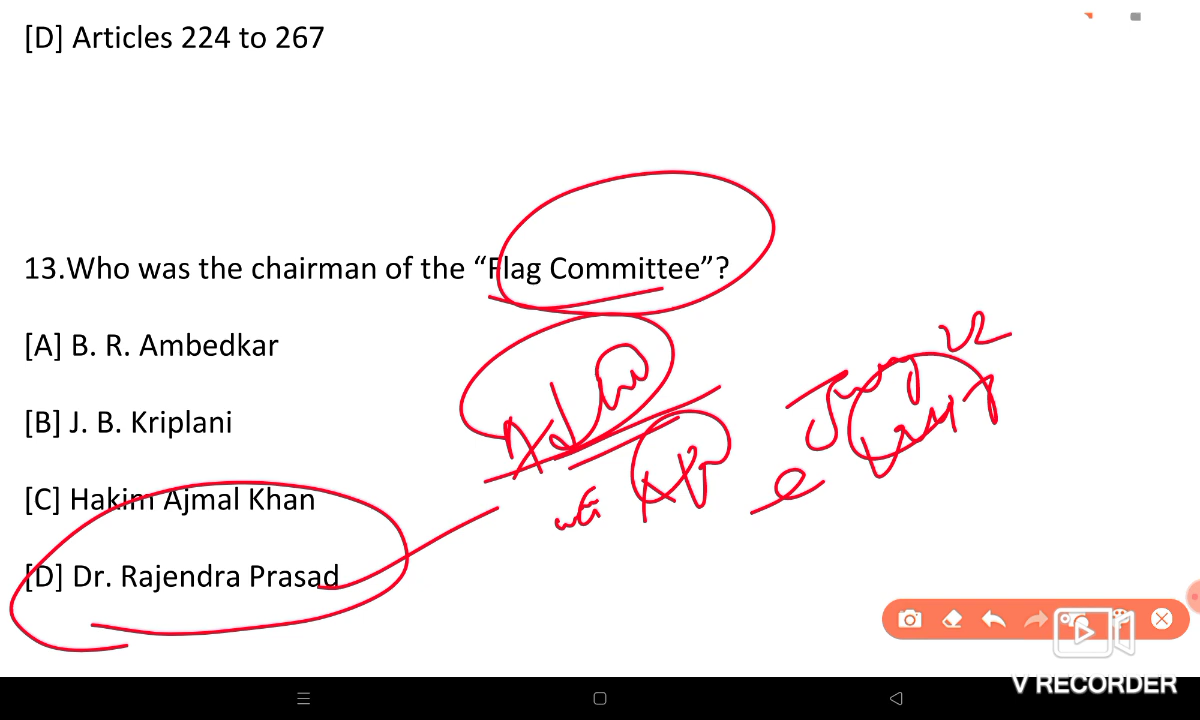 [D] Articles 224 to 267
13.Who was the chairman of the “Flag Committee”?
[A] B. R. Ambedkar
[B] J. B. Kriplani
[C] Hakim Ajmal Khan
[D] Dr. Rajendra Prasad
V RECORDER